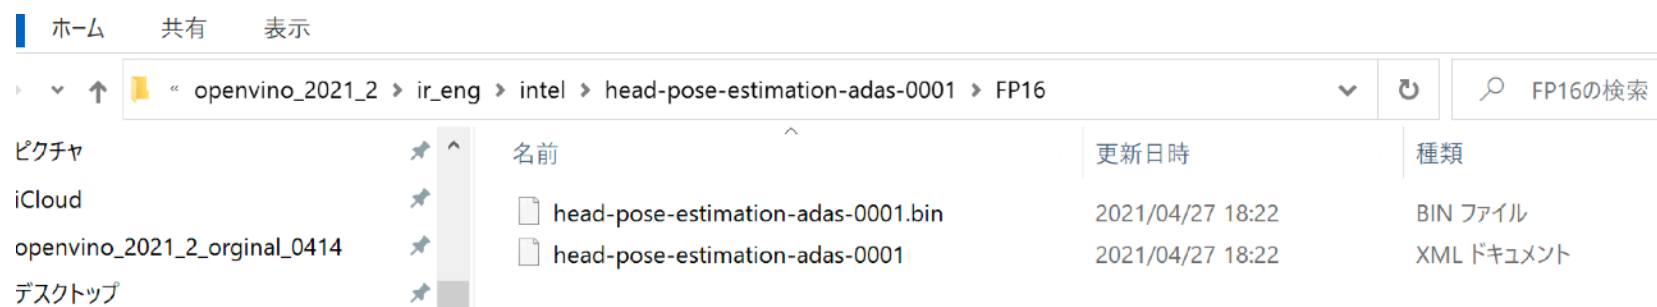 ホーム 共有 表示
« openvino_2021_2 > ir_eng > intel > head-pose-estimation-adas-0001 > FP16 FP16の検索
ピクチャ
iCloud
openvino_2021_2_orginal_0414
デスクトップ
名前 更新日時 種類
head-pose-estimation-adas-0001.bin 2021/04/27 18:22 BIN ファイル
head-pose-estimation-adas-0001 2021/04/27 18:22 XML ドキュメント